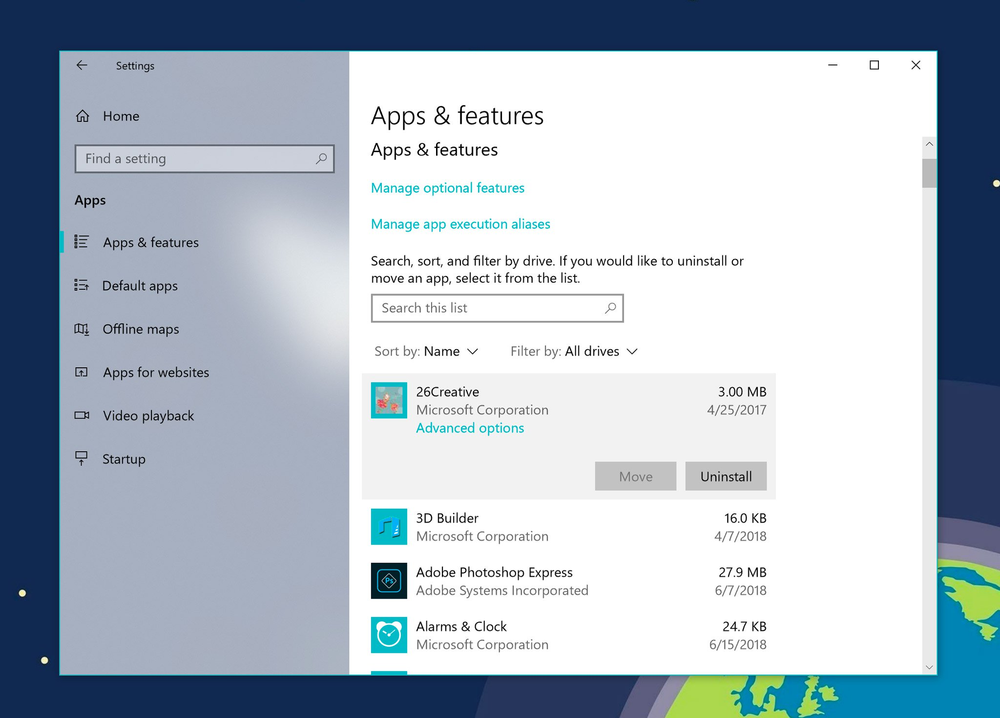 Settings
Home
Find a setting
Apps
Apps & features
Default apps
Offline maps
Apps for websites
Video playback
Startup
Apps & features
Apps & features
Manage optional features
Manage app execution aliases
Search, sort, and filter by drive. If you would like to uninstall or
move an app, select it from the list.
Search this list
Sort by: Name Filter by: All drives
26Creative 3.00 MB
Microsoft Corporation 4/25/2017
Advanced options
Move Uninstall
3D Builder 16.0 KB
Microsoft Corporation 4/7/2018
Ps
Adobe Photoshop Express 27.9 MB
Adobe Systems Incorporated 6/7/2018
Alarms & Clock 24.7 KB
Microsoft Corporation 6/15/2018